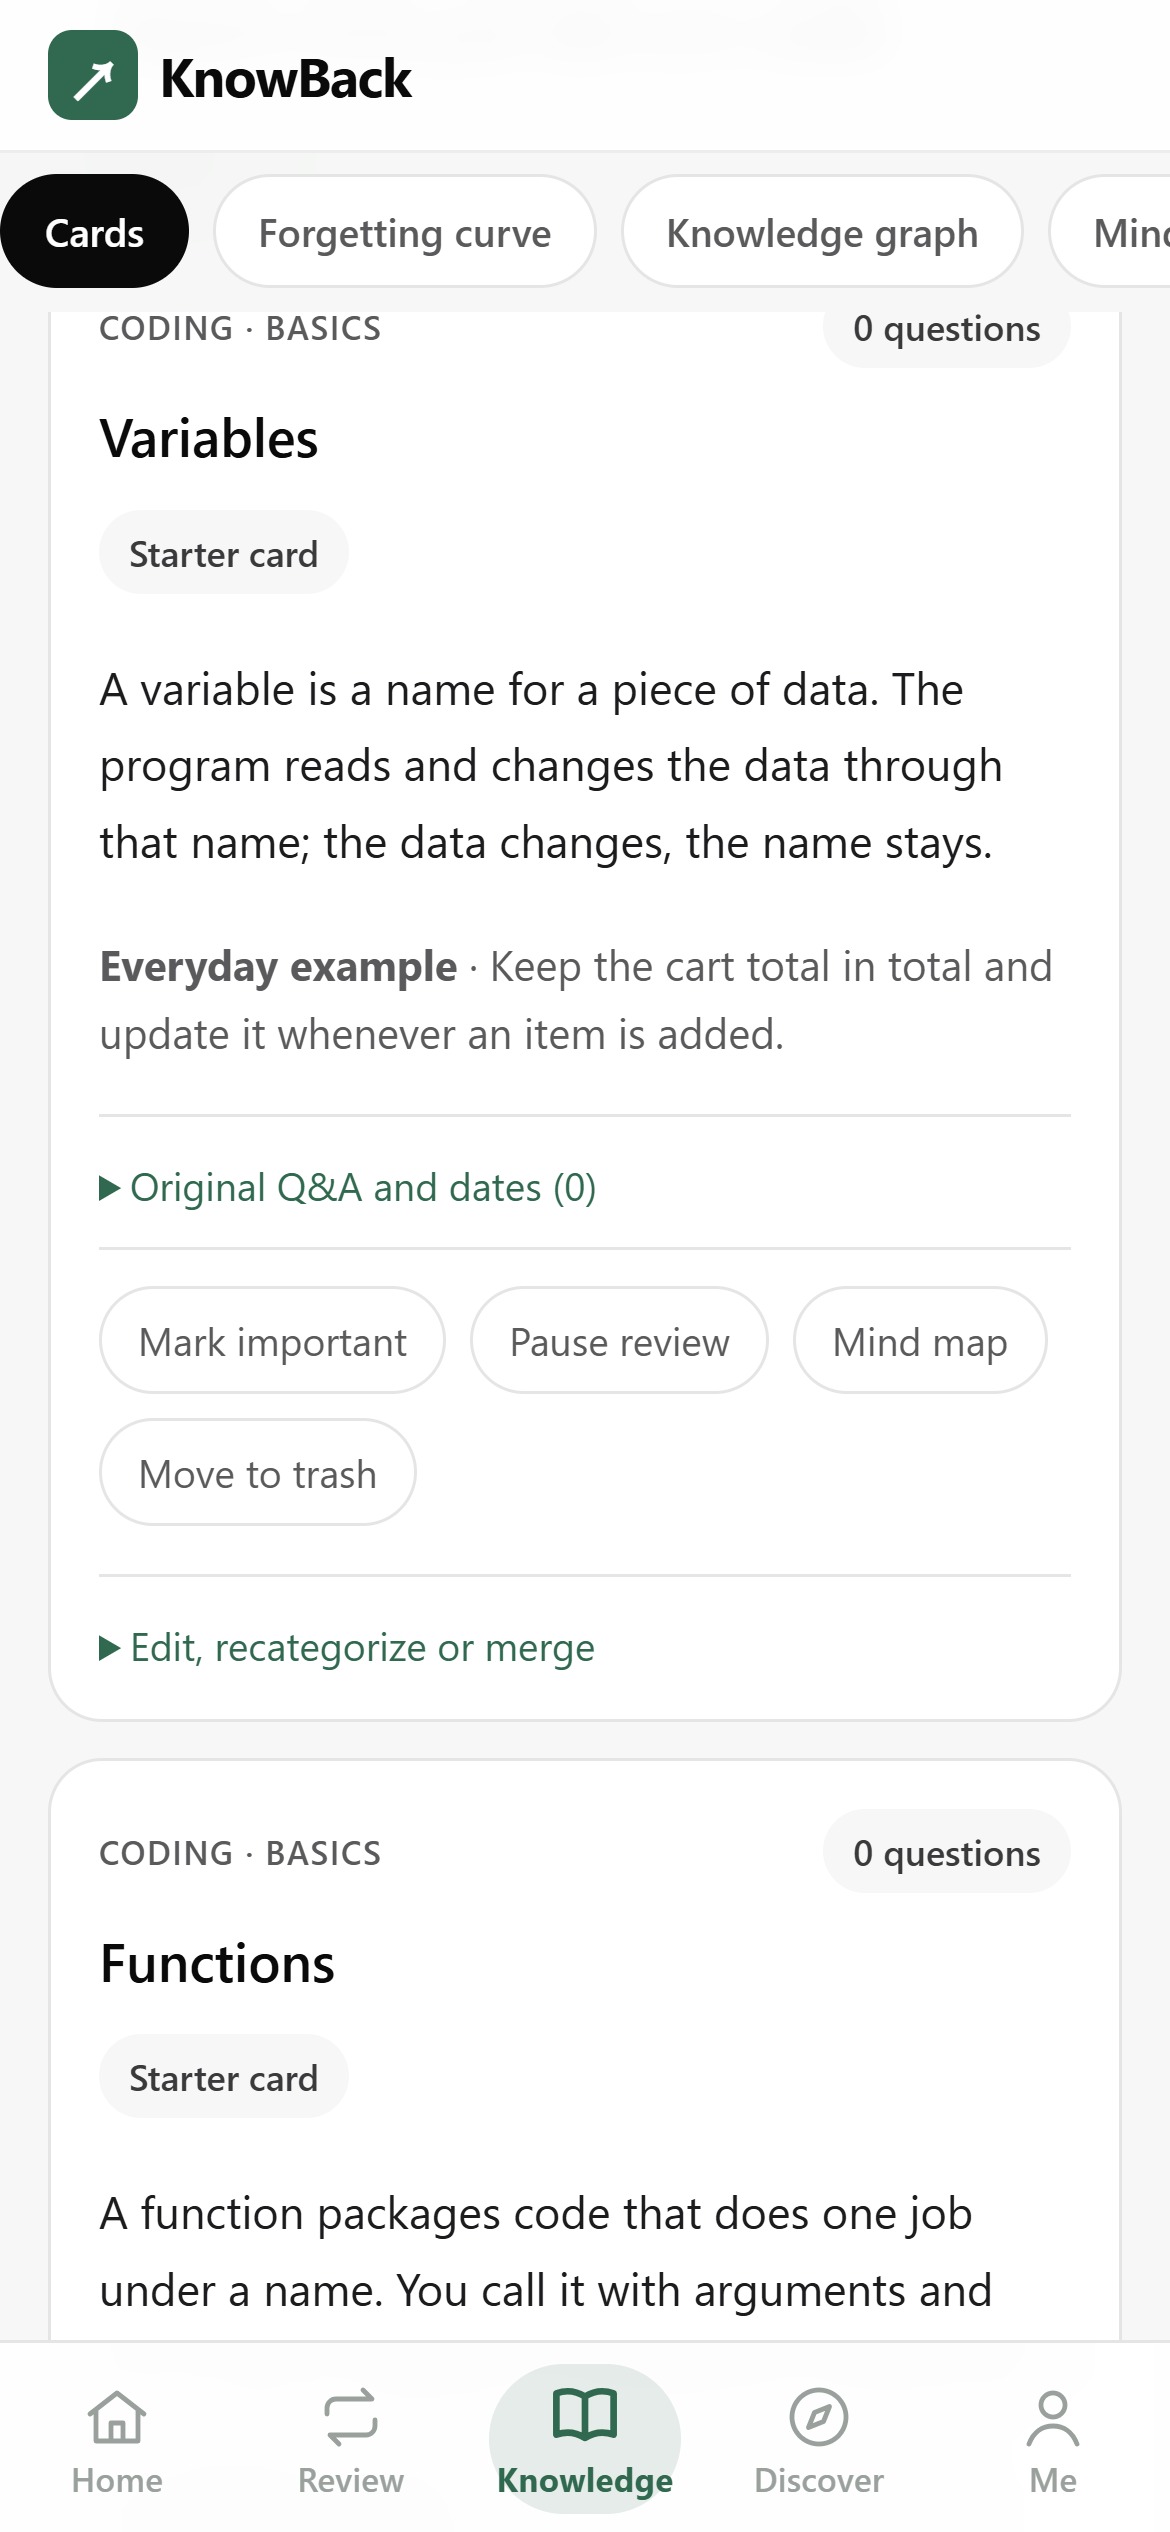 KnowBack
Cards
Forgetting curve
Knowledge graph
CODING · BASICS
0 questions
Variables
Starter card
A variable is a name for a piece of data. The
program reads and changes the data through
that name; the data changes, the name stays.
Everyday example · Keep the cart total in total and
update it whenever an item is added.
Original Q&A and dates (0)
Mark important
Pause review
Mind map
Move to trash
Edit, recategorize or merge
CODING · BASICS
0 questions
Functions
Starter card
A function packages code that does one job
under a name. You call it with arguments and
Home
Review
Knowledge
Discover
Me